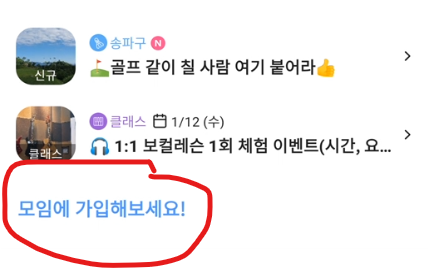 송파구 N
신규
⛳골프 같이 칠 사람 여기 붙어라👍
클래스 1/12 (수)
클래스
🎧 1:1 보컬레슨 1회 체험 이벤트(시간, 요...
모임에 가입해보세요!